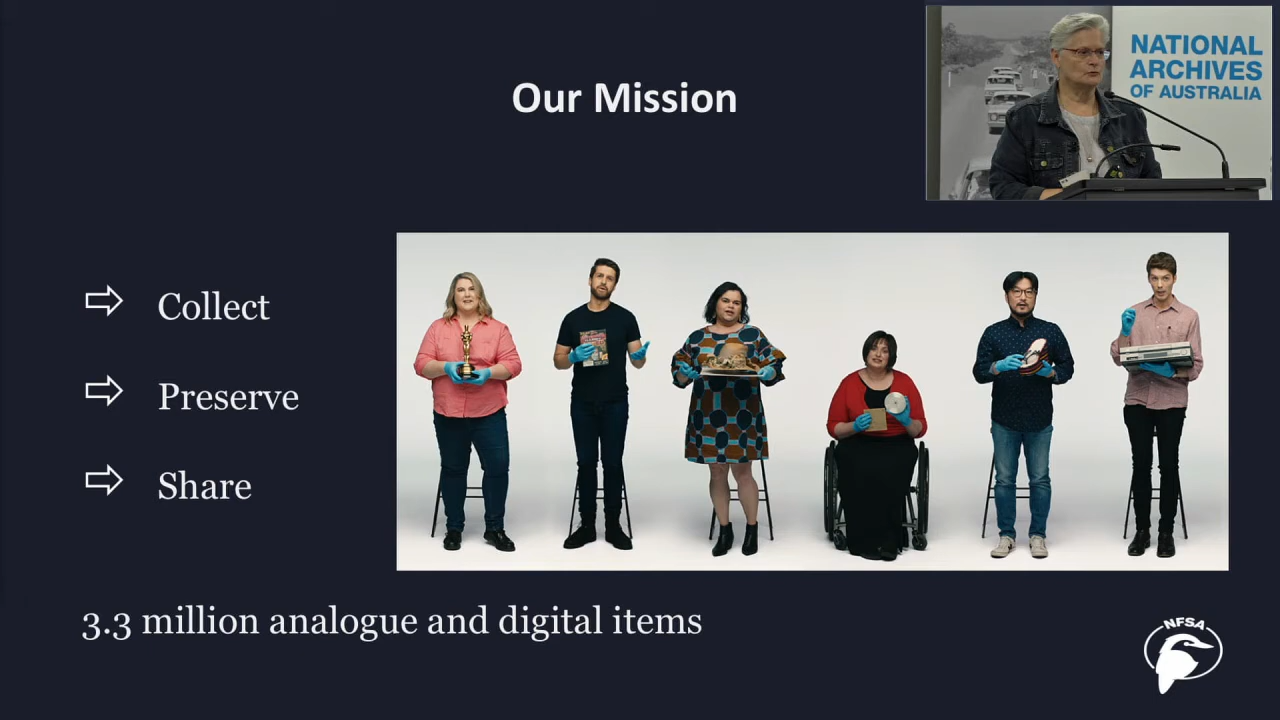 Our Mission
NATIONAL
ARCHIVES
OF AUSTRALIA
Collect
Preserve
Share
3.3 million analogue and digital items
NFSA